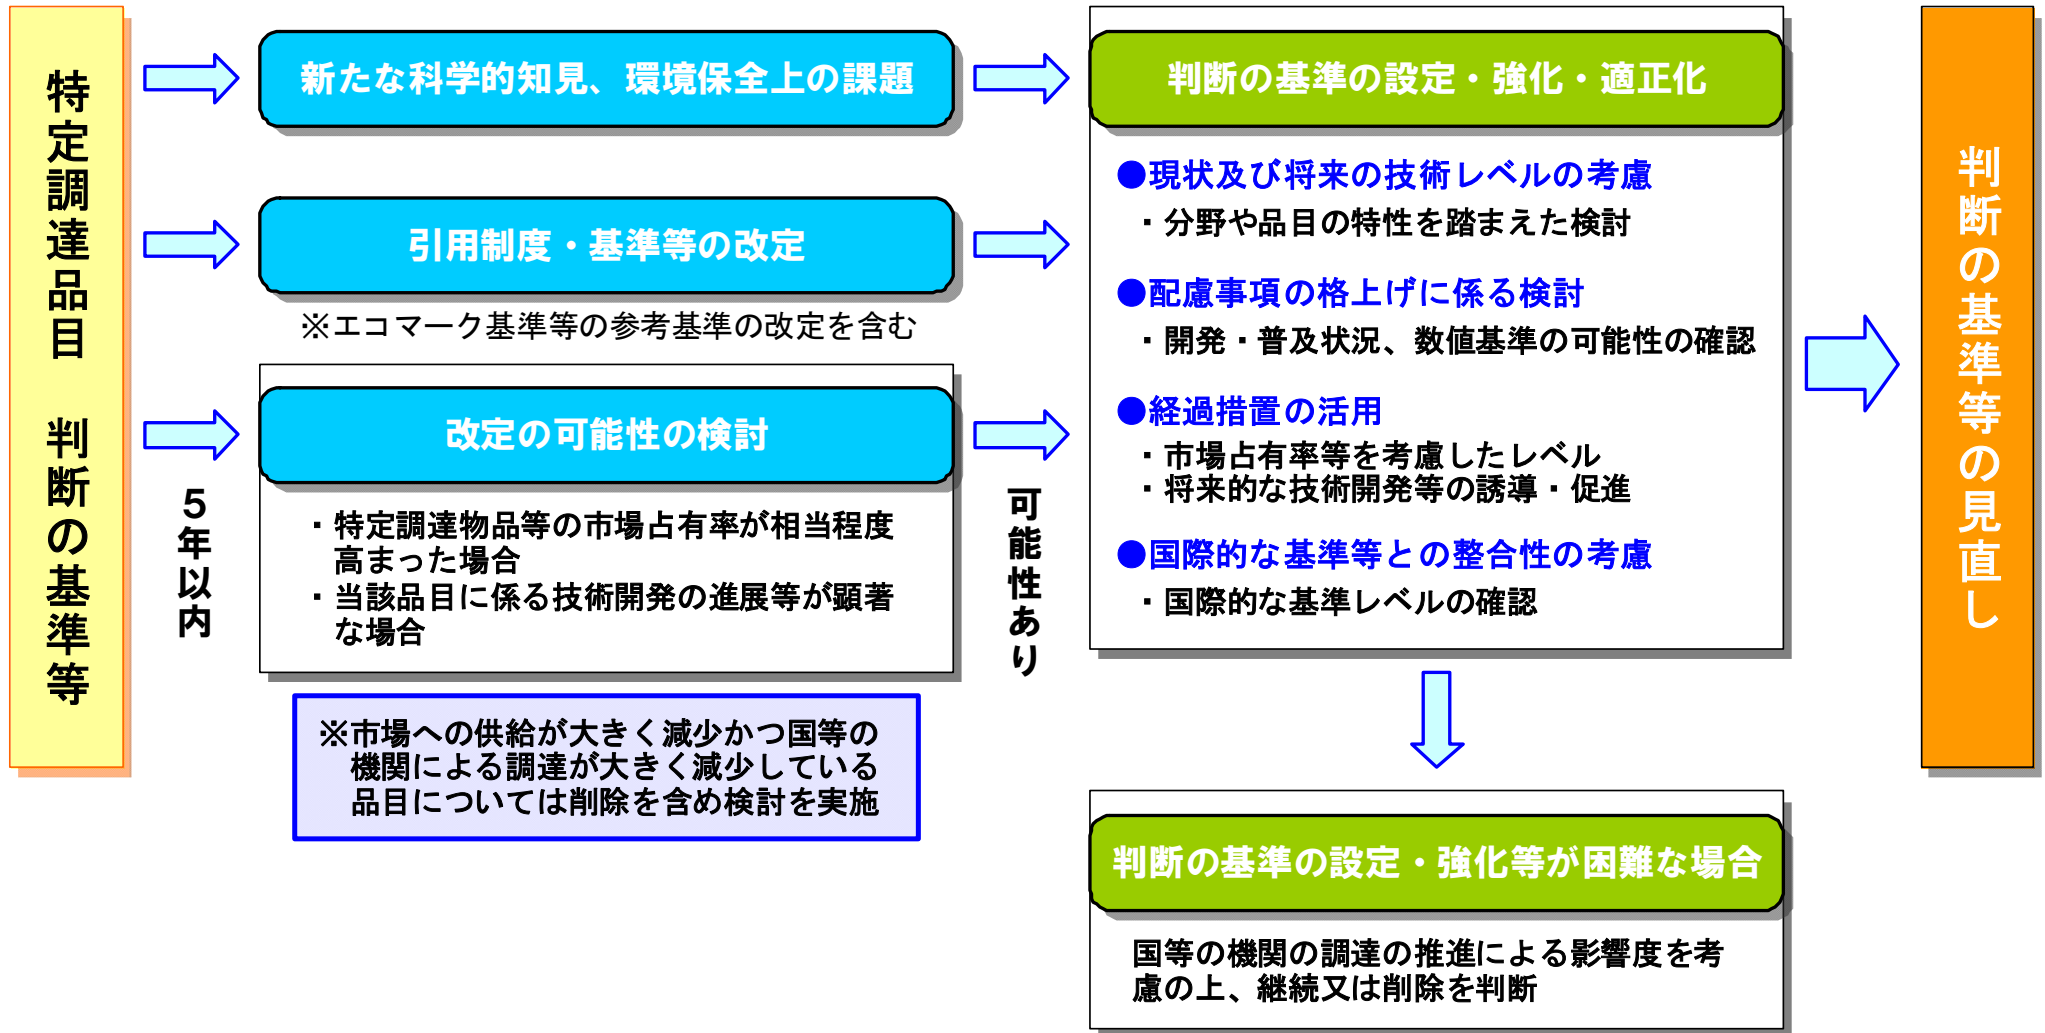 特定調達品目　判断の基準等
新たな科学的知見、環境保全上の課題
引用制度・基準等の改定
※エコマーク基準等の参考基準の改定を含む
5年以内
改定の可能性の検討
・特定調達物品等の市場占有率が相当程度
高まった場合
・当該品目に係る技術開発の進展等が顕著
な場合
※市場への供給が大きく減少かつ国等の
機関による調達が大きく減少している
品目については削除を含め検討を実施
可能性あり
判断の基準の設定・強化・適正化
●現状及び将来の技術レベルの考慮
・分野や品目の特性を踏まえた検討
●配慮事項の格上げに係る検討
・開発・普及状況、数値基準の可能性の確認
●経過措置の活用
・市場占有率等を考慮したレベル
・将来的な技術開発等の誘導・促進
●国際的な基準等との整合性の考慮
・国際的な基準レベルの確認
判断の基準の設定・強化等が困難な場合
国等の機関の調達の推進による影響度を考
慮の上、継続又は削除を判断
判断の基準等の見直し